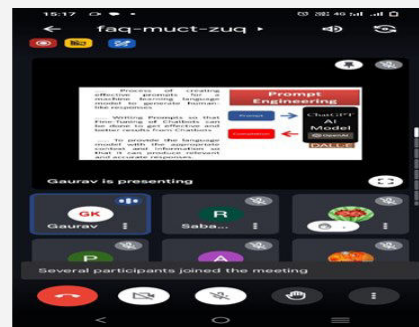 15:17
4G
faq-muct-zuq
Process of creating
effective prompts for a
machine learning language
model to generate human-
like responses
Writing Prompts so that
Fine-Tuning of Chatbots can
be done to get effective and
better results from Chatbots
To provide the language
model with the appropriate
context and information so
that it can produce relevant
and accurate responses.
Prompt
Engineering
Prompt
ChatGPT
AI
Model
OpenAI
DALL·E
Gaurav is presenting
GK
Gaurav
R
Saba...
P
A
Several participants joined the meeting